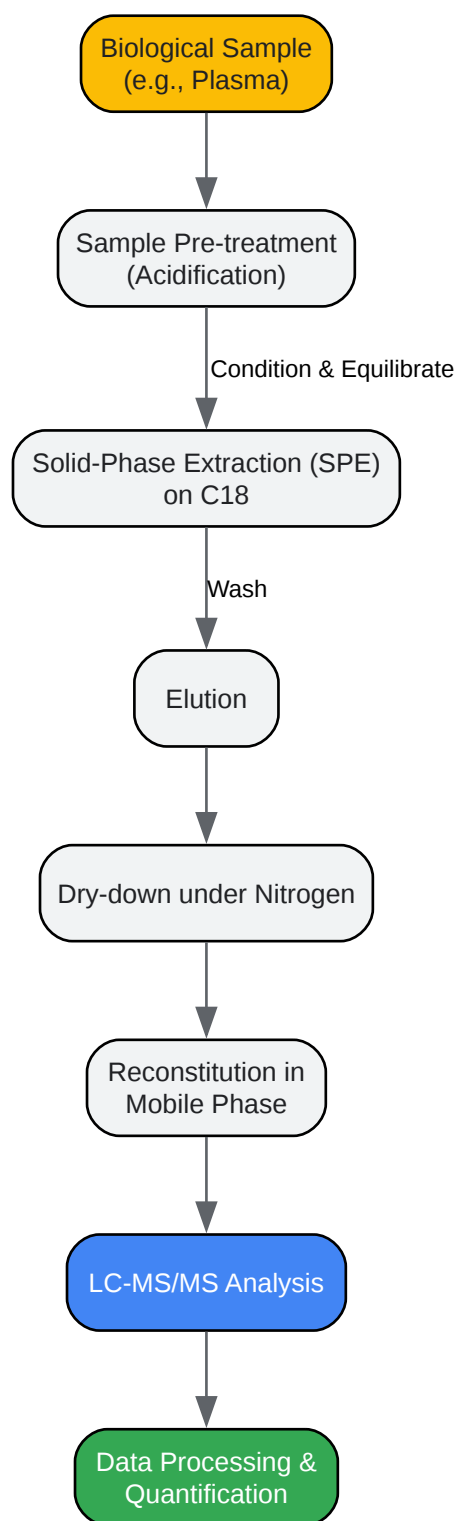 Biological Sample
(e.g., Plasma)
Sample Pre-treatment
(Acidification)
Condition & Equilibrate
Solid-Phase Extraction (SPE)
on C18
Wash
Elution
Dry-down under Nitrogen
Reconstitution in
Mobile Phase
LC-MS/MS Analysis
Data Processing &
Quantification